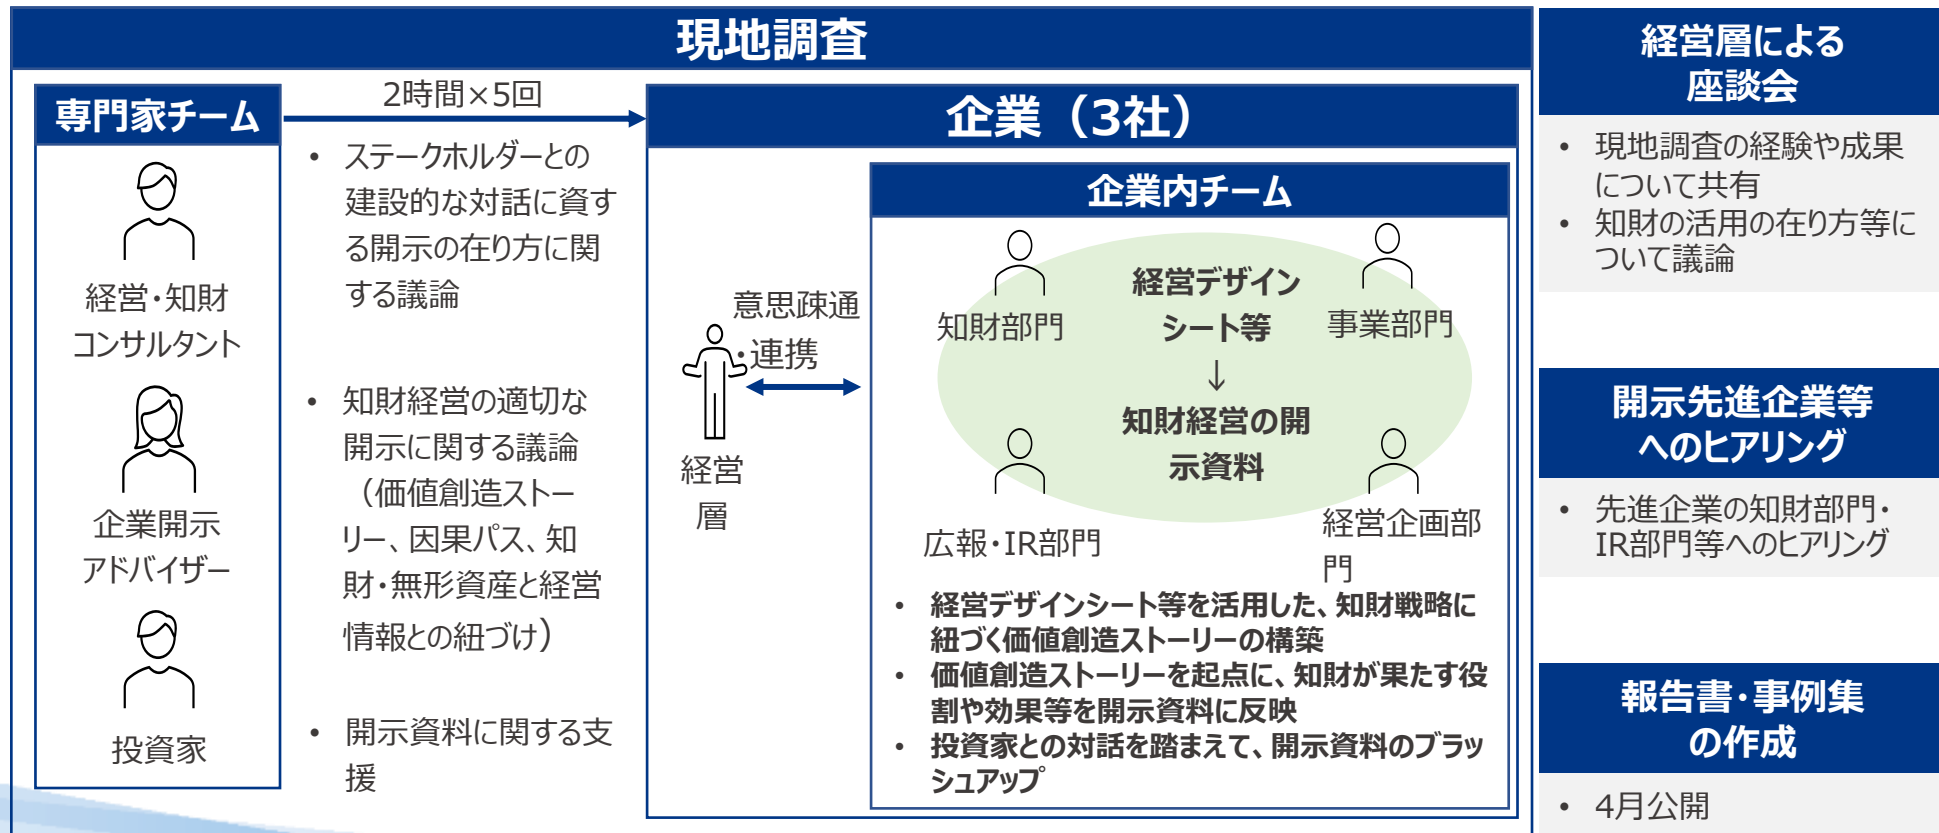 現地調査
専門家チーム
経営・知財
コンサルタント
企業開示
アドバイザー
投資家
2時間×5回
• ステークホルダーとの
建設的な対話に資す
る開示の在り方に関
する議論
• 知財経営の適切な
開示に関する議論
（価値創造ストー
リー、因果パス、知
財・無形資産と経営
情報との紐づけ）
• 開示資料に関する支
援
企業（3社）
経営
層
意思疎通
・連携
企業内チーム
知財部門
事業部門
経営デザイン
シート等
↓
知財経営の開
示資料
広報・IR部門
経営企画部
門
• 経営デザインシート等を活用した、知財戦略に
紐づく価値創造ストーリーの構築
• 価値創造ストーリーを起点に、知財が果たす役
割や効果等を開示資料に反映
• 投資家との対話を踏まえて、開示資料のブラッ
シュアップ
経営層による
座談会
• 現地調査の経験や成果
について共有
• 知財の活用の在り方等に
ついて議論
開示先進企業等
へのヒアリング
• 先進企業の知財部門・
IR部門等へのヒアリング
報告書・事例集
の作成
• 4月公開